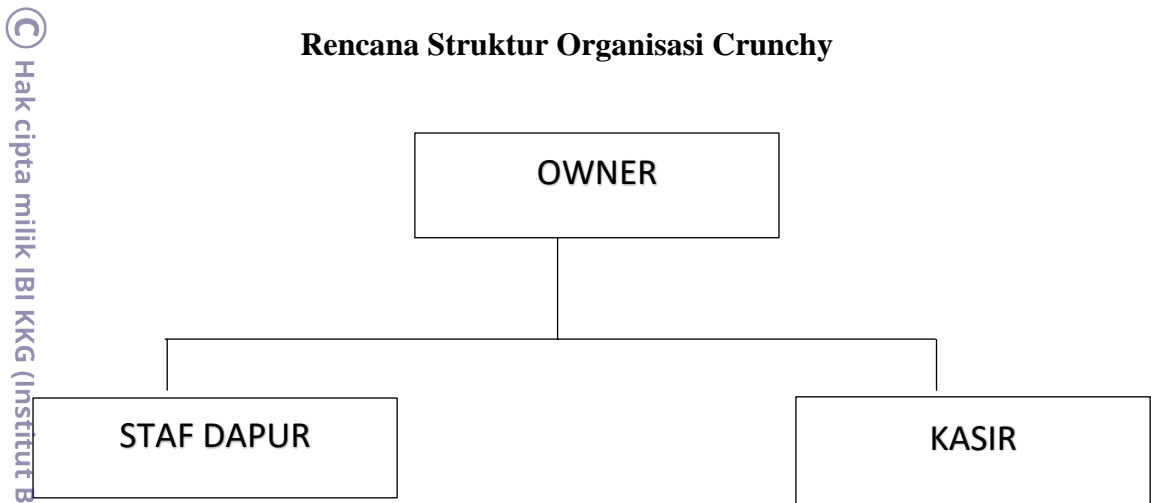 Rencana Struktur Organisasi Crunchy
OWNER
STAF DAPUR
KASIR
© Hak cipta milik IBI KKG (Institut B